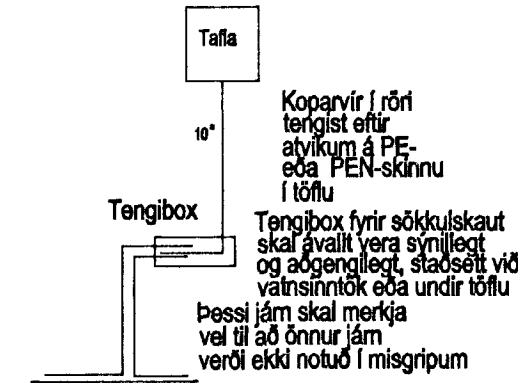 Tafla
Koparvír í röri
tengist eftir
atvikum á PE-
eða PEN-skinnu
í töflu
10"
Tengibox
Tengibox fyrir sökkulskaut
skal ávallt vera sýnilegt
og aðgengilegt, staðsett við
vatnsinntök eða undir töflu
Þessi járn skal merkja
vel til að önnur járn
verði ekki notuð í misgripum